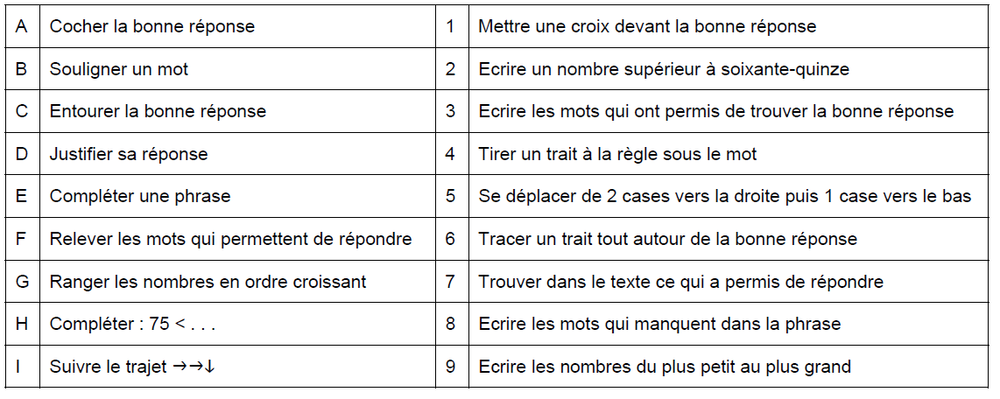 A Cocher la bonne réponse 1 Mettre une croix devant la bonne réponse
B Souligner un mot 2 Ecrire un nombre supérieur à soixante-quinze
C Entourer la bonne réponse 3 Ecrire les mots qui ont permis de trouver la bonne réponse
D Justifier sa réponse 4 Tirer un trait à la règle sous le mot
E Compléter une phrase 5 Se déplacer de 2 cases vers la droite puis 1 case vers le bas
F Relever les mots qui permettent de répondre 6 Tracer un trait tout autour de la bonne réponse
G Ranger les nombres en ordre croissant 7 Trouver dans le texte ce qui a permis de répondre
H Compléter : 75 < . . . 8 Ecrire les mots qui manquent dans la phrase
I Suivre le trajet →→↓ 9 Ecrire les nombres du plus petit au plus grand